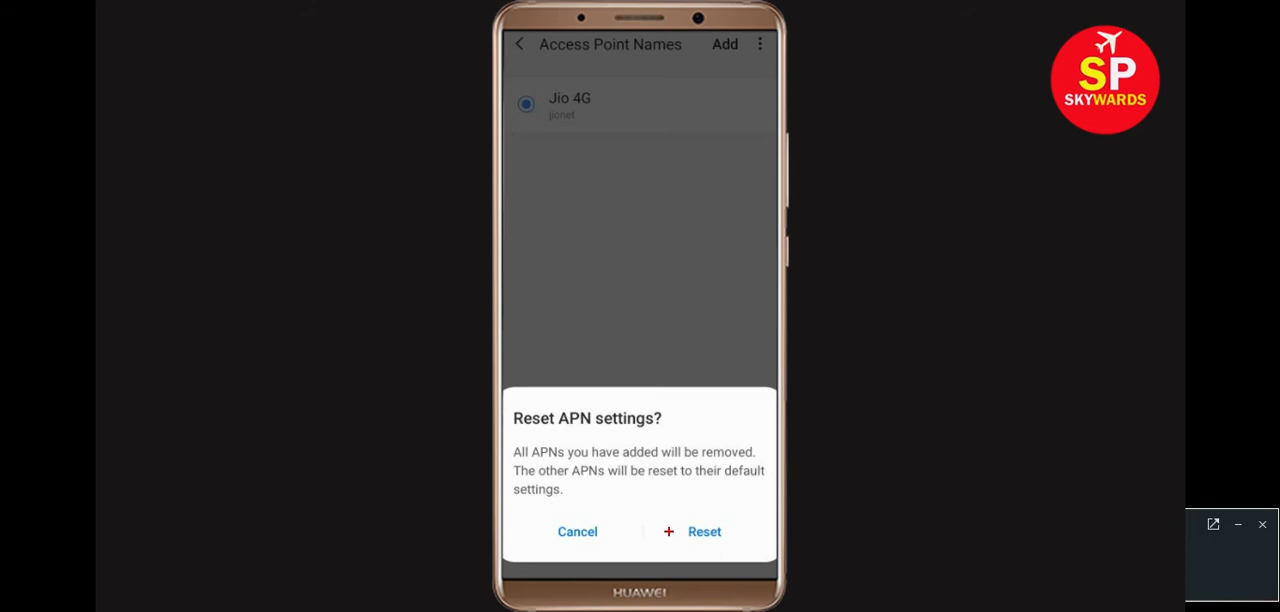 Access Point Names Add
Jio 4G
jionet
SP
SKYWARDS
Reset APN settings?
All APNs you have added will be removed.
The other APNs will be reset to their default
settings.
Cancel Reset
HUAWEI